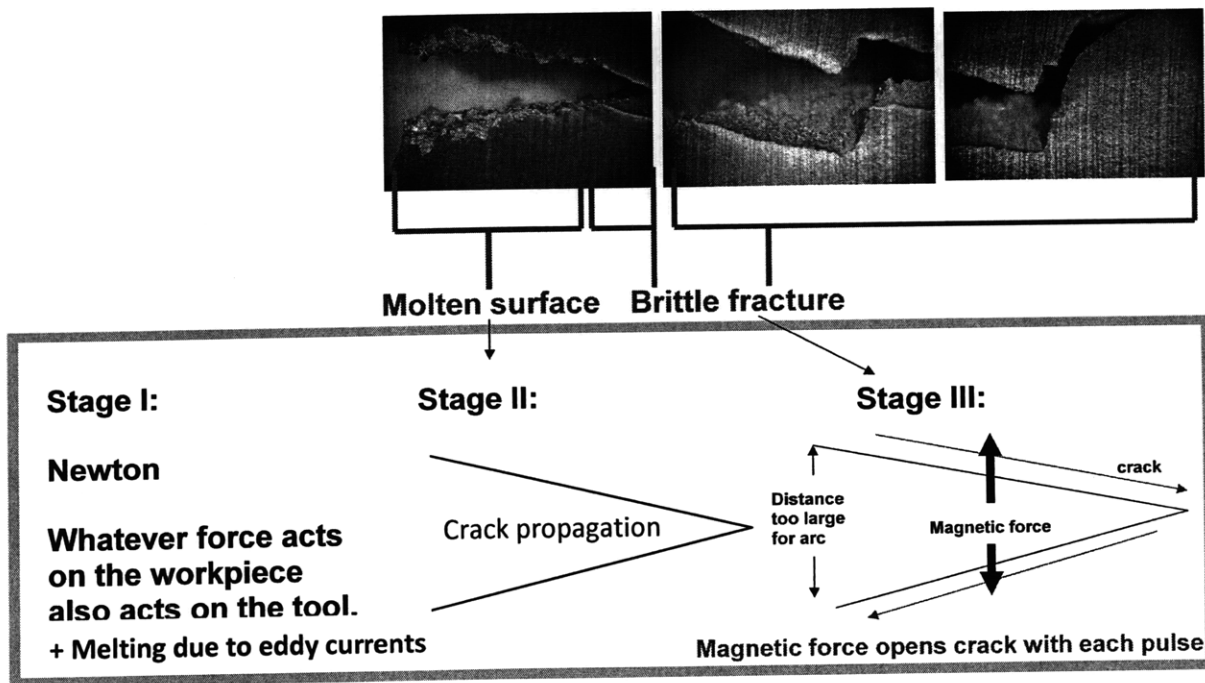 Molten surface
Brittle fracture
Stage I:
Newton
Whatever force acts
on the workpiece
also acts on the tool.
+ Melting due to eddy currents
Stage II:
Crack propagation
Stage III:
crack
Distance
too large
for arc
Magnetic force
Magnetic force opens crack with each pulse